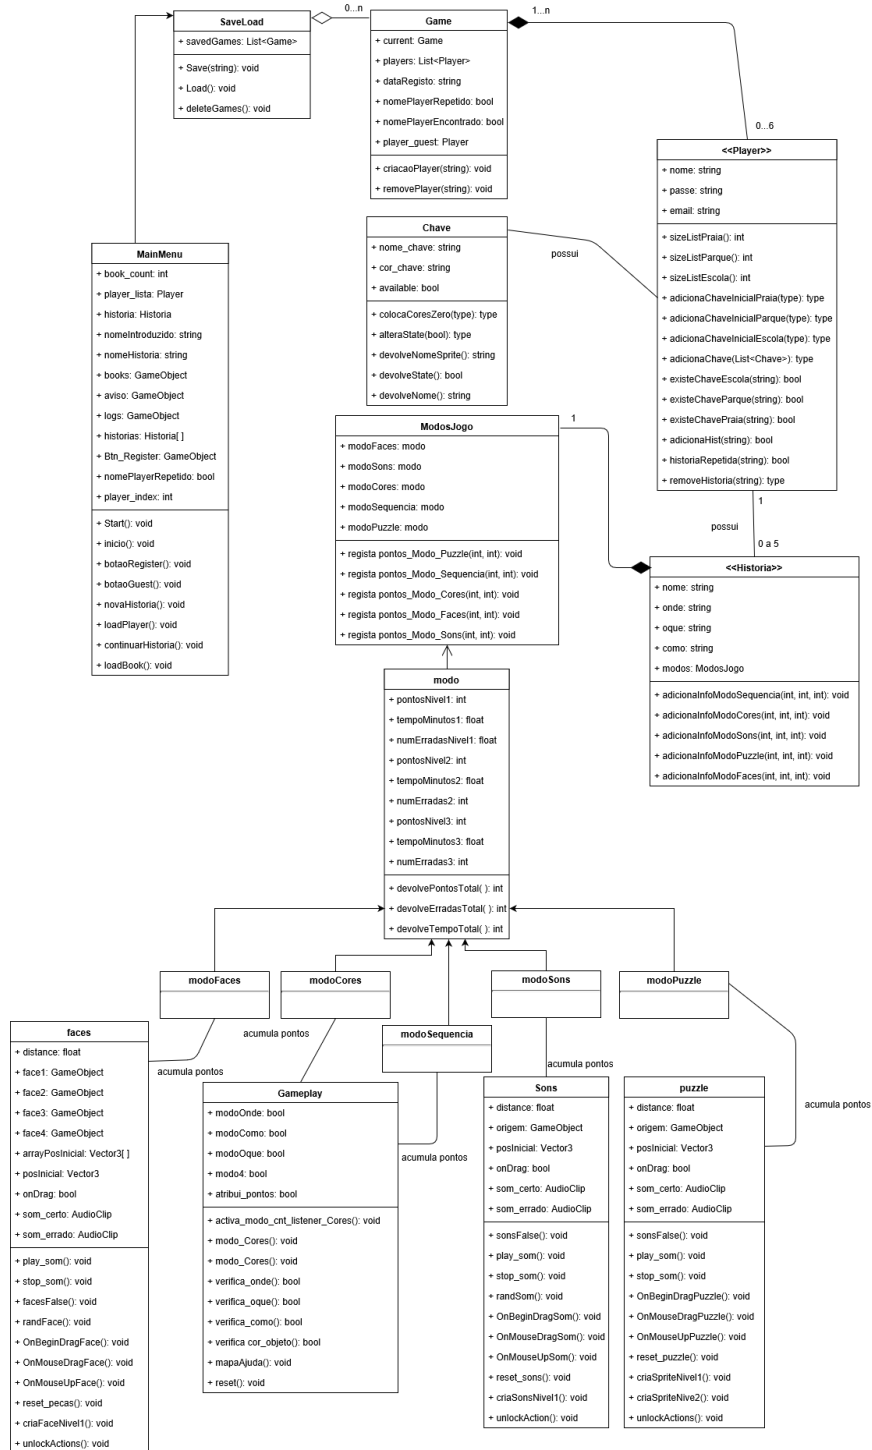 SaveLoad
+ savedGames: List<Game>
+ Save(string): void
+ Load(): void
+ deleteGames(): void
0...n
Game
+ current: Game
+ players: List<Player>
+ dataRegisto: string
+ nomePlayerRepetido: bool
+ nomePlayerEncontrado: bool
+ player_guest: Player
+ criacaoPlayer(string): void
+ removePlayer(string): void
1...n
0...6
<<Player>>
+ nome: string
+ passe: string
+ email: string
+ sizeListPraia(): int
+ sizeListParque(): int
+ sizeListEscola(): int
+ adicionaChaveInicialPraia(type): type
+ adicionaChaveInicialParque(type): type
+ adicionaChaveInicialEscola(type): type
+ adicionaChave(List<Chave>): type
+ existeChaveEscola(string): bool
+ existeChaveParque(string): bool
+ existeChavePraia(string): bool
+ adicionaHist(string): bool
+ historiaRepetida(string): bool
+ removeHistoria(string): type
Chave
+ nome_chave: string
+ cor_chave: string
+ available: bool
+ colocaCoresZero(type): type
+ alteraState(bool): type
+ devolveNomeSprite(): string
+ devolveState(): bool
+ devolveNome(): string
possui
MainMenu
+ book_count: int
+ player_lista: Player
+ historia: Historia
+ nomeIntroduzido: string
+ nomeHistoria: string
+ books: GameObject
+ aviso: GameObject
+ logs: GameObject
+ historias: Historia[ ]
+ Btn_Register: GameObject
+ nomePlayerRepetido: bool
+ player_index: int
+ Start(): void
+ inicio(): void
+ botaoRegister(): void
+ botaoGuest(): void
+ novaHistoria(): void
+ loadPlayer(): void
+ continuarHistoria(): void
+ loadBook(): void
ModosJogo
+ modoFaces: modo
+ modoSons: modo
+ modoCores: modo
+ modoSequencia: modo
+ modoPuzzle: modo
+ regista pontos_Modo_Puzzle(int, int): void
+ regista pontos_Modo_Sequencia(int, int): void
+ regista pontos_Modo_Cores(int, int): void
+ regista pontos_Modo_Faces(int, int): void
+ regista pontos_Modo_Sons(int, int): void
1
1
possui
0 a 5
<<Historia>>
+ nome: string
+ onde: string
+ oque: string
+ como: string
+ modos: ModosJogo
+ adicionaInfoModoSequencia(int, int, int): void
+ adicionaInfoModoCores(int, int, int): void
+ adicionaInfoModoSons(int, int, int): void
+ adicionaInfoModoPuzzle(int, int, int): void
+ adicionaInfoModoFaces(int, int, int): void
modo
+ pontosNivel1: int
+ tempoMinutos1: float
+ numErradasNivel1: float
+ pontosNivel2: int
+ tempoMinutos2: float
+ numErradas2: int
+ pontosNivel3: int
+ tempoMinutos3: float
+ numErradas3: int
+ devolvePontosTotal( ): int
+ devolveErradasTotal( ): int
+ devolveTempoTotal( ): int
modoFaces
modoCores
modoSequencia
modoSons
modoPuzzle
acumula pontos
acumula pontos
acumula pontos
acumula pontos
acumula pontos
faces
+ distance: float
+ face1: GameObject
+ face2: GameObject
+ face3: GameObject
+ face4: GameObject
+ arrayPosInicial: Vector3[ ]
+ posInicial: Vector3
+ onDrag: bool
+ som_certo: AudioClip
+ som_errado: AudioClip
+ play_som(): void
+ stop_som(): void
+ facesFalse(): void
+ randFace(): void
+ OnBeginDragFace(): void
+ OnMouseDragFace(): void
+ OnMouseUpFace(): void
+ reset_pecas(): void
+ criaFaceNivel1(): void
+ unlockActions(): void
Gameplay
+ modoOnde: bool
+ modoComo: bool
+ modoOque: bool
+ modo4: bool
+ atribui_pontos: bool
+ activa_modo_cnt_listener_Cores(): void
+ modo_Cores(): void
+ modo_Cores(): void
+ verifica_onde(): bool
+ verifica_oque(): bool
+ verifica_como(): bool
+ verifica cor_objeto(): bool
+ mapaAjuda(): void
+ reset(): void
Sons
+ distance: float
+ origem: GameObject
+ posInicial: Vector3
+ onDrag: bool
+ som_certo: AudioClip
+ som_errado: AudioClip
+ sonsFalse(): void
+ play_som(): void
+ stop_som(): void
+ randSom(): void
+ OnBeginDragSom(): void
+ OnMouseDragSom(): void
+ OnMouseUpSom(): void
+ reset_sons(): void
+ criaSonsNivel1(): void
+ unlockAction(): void
puzzle
+ distance: float
+ origem: GameObject
+ posInicial: Vector3
+ onDrag: bool
+ som_certo: AudioClip
+ som_errado: AudioClip
+ sonsFalse(): void
+ play_som(): void
+ stop_som(): void
+ OnBeginDragPuzzle(): void
+ OnMouseDragPuzzle(): void
+ OnMouseUpPuzzle(): void
+ reset_puzzle(): void
+ criaSpriteNivel1(): void
+ criaSpriteNive2(): void
+ unlockActions(): void